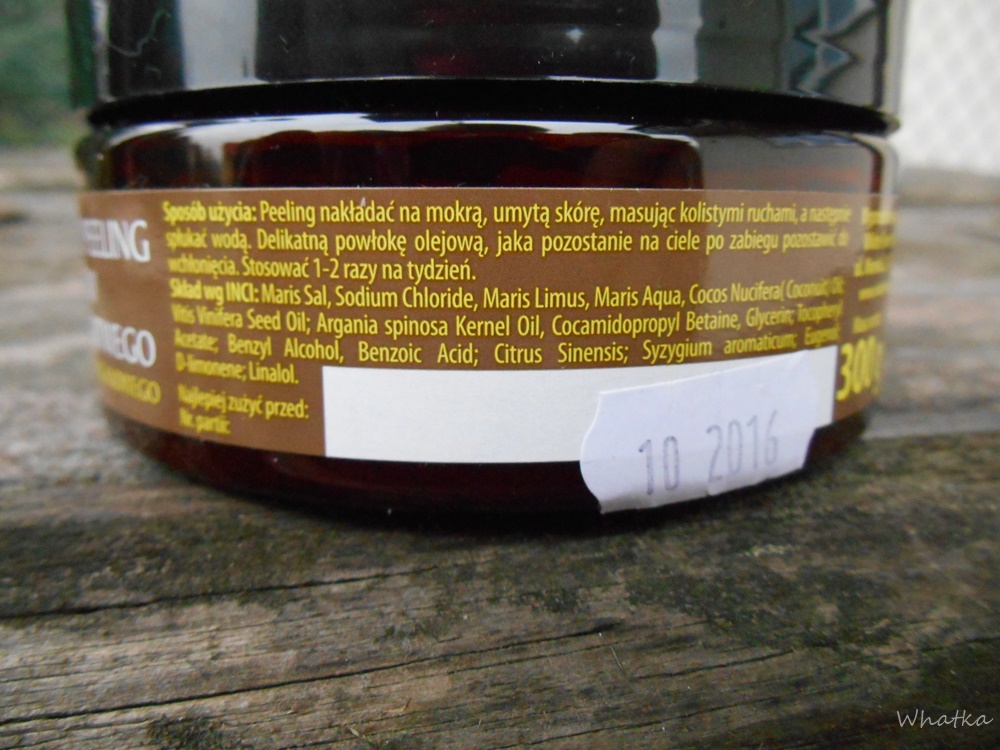 Sposób użycia: Peeling nakładać na mokrą, umytą skórę, masując kolistymi ruchami, a następnie
spłukać wodą. Delikatną powłokę olejową, jaka pozostanie na ciele po zabiegu pozostawić do
wchłonięcia. Stosować 1-2 razy na tydzień.
Skład wg INCI: Maris Sal, Sodium Chloride, Maris Limus, Maris Aqua, Cocos Nucifera( Coconut) Oil;
Vitis Vinifera Seed Oil; Argania spinosa Kernel Oil, Cocamidopropyl Betaine, Glycerin; Tocopheryl
Acetate; Benzyl Alcohol, Benzoic Acid; Citrus Sinensis; Syzygium aromaticum; Eugenol;
D-limonene; Linalol.
Najlepiej zużyć przed:
Nr. partii:
PEELING
300 g
10 2016
Whatka